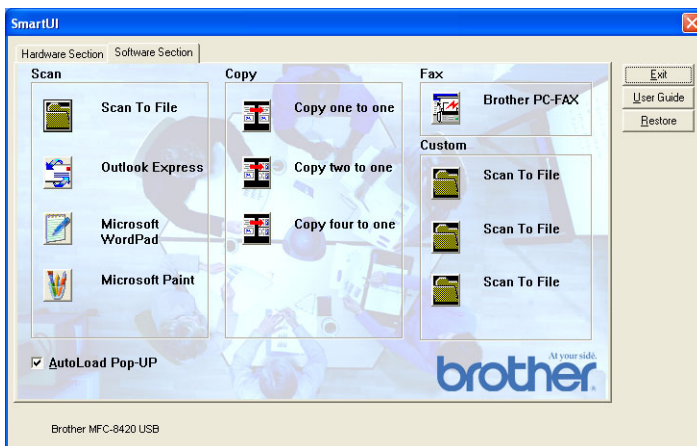 SmartUI
Hardware Section
Software Section
Scan
Scan To File
Outlook Express
Microsoft
WordPad
Microsoft Paint
Copy
Copy one to one
Copy two to one
Copy four to one
Fax
Brother PC-FAX
Custom
Scan To File
Scan To File
Scan To File
Exit
User Guide
Restore
AutoLoad Pop-UP
At your side.
brother
Brother MFC-8420 USB